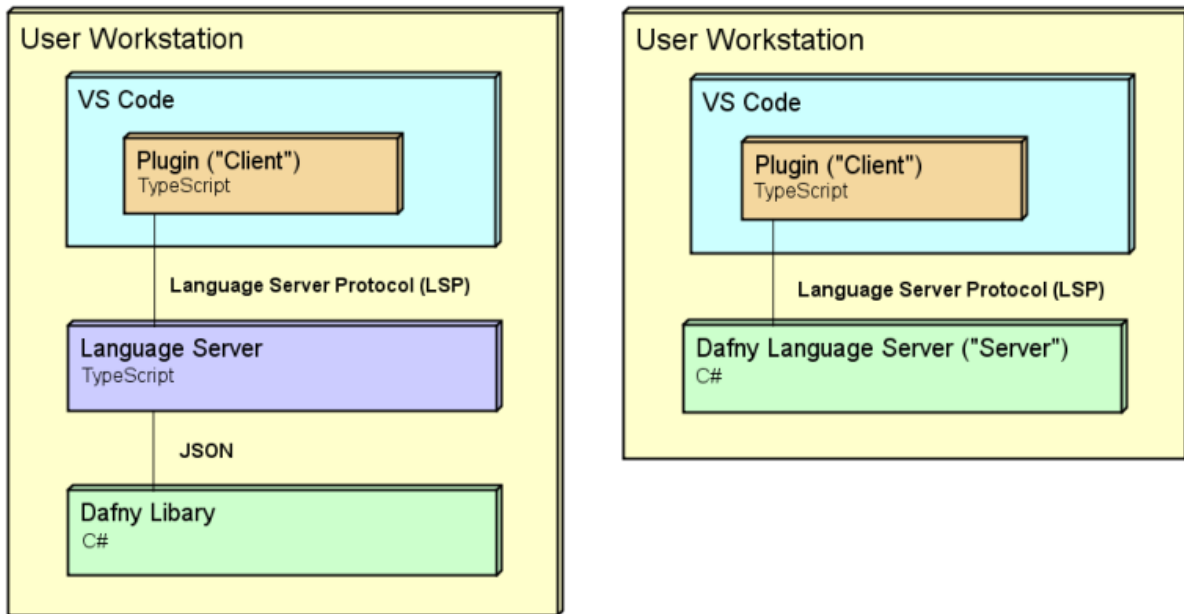 User Workstation
VS Code
Plugin ("Client")
TypeScript
Language Server Protocol (LSP)
Language Server
TypeScript
JSON
Dafny Libary
C#
User Workstation
VS Code
Plugin ("Client")
TypeScript
Language Server Protocol (LSP)
Dafny Language Server ("Server")
C#